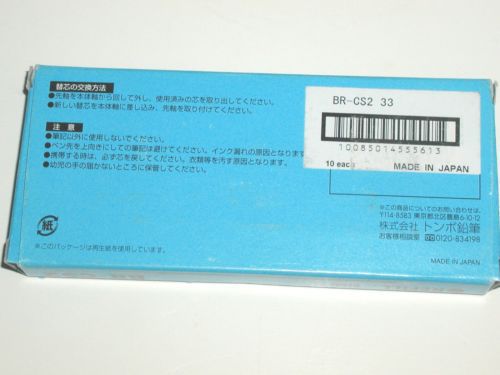 替芯の交換方法
●先軸を本体軸から回して外し、使用済みの芯を取り出してください。
●新しい替芯を本体軸に差し込み、先軸を取り付けてください。
注意
●筆記以外に使用しないでください。
●ペン先を上向きにしての筆記は避けてください。インク漏れの原因となります
●携帯する時は、必ず芯を戻してください。衣類等を汚す原因となります
●幼児の手の届かないところに保管してください。
紙
※このパッケージは再生紙を使用しています。
BR-CS2 33
10085014555613
10 each
MADE IN JAPAN
※この商品についてのお問い合わせは、
〒114-8583 東京都北区豊島6-10-12
株式会社 トンボ鉛筆
お客様相談室 0120-834198
MADE IN JAPAN